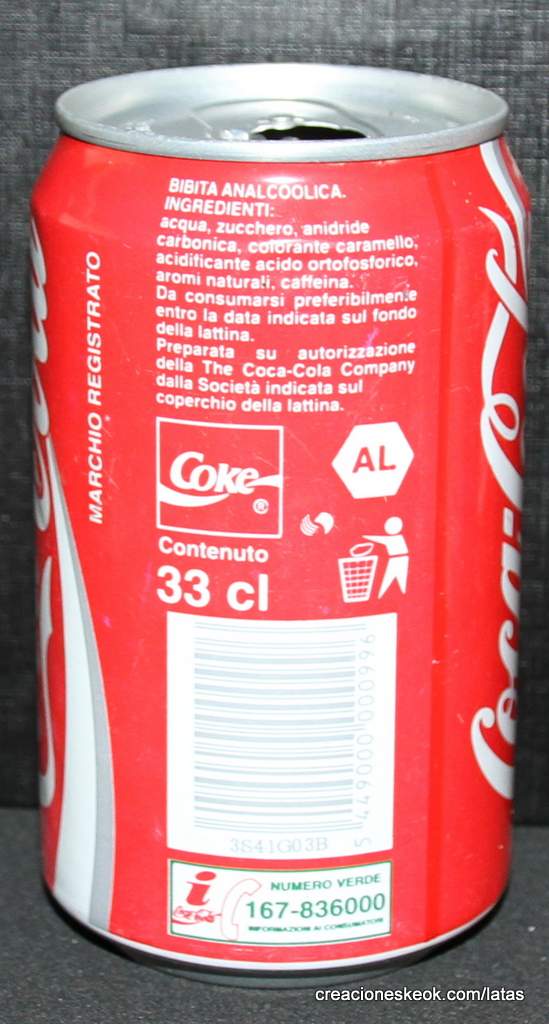 BIBITA ANALCOOLICA.
INGREDIENTI:
acqua, zucchero, anidride
carbonica, colorante caramello,
acidificante acido ortofosforico,
aromi naturali, caffeina.
Da consumarsi preferibilmente
entro la data indicata sul fondo
della lattina.
Preparata su autorizzazione
della The Coca-Cola Company
dalla Società indicata sul
coperchio della lattina.
MARCHIO REGISTRATO
Coke ®
AL
Contenuto
33 cl
5 449000 000996
3S41G03B
i
Coca-Cola
NUMERO VERDE
167-836000
INFORMAZIONI AI CONSUMATORI
Coca-Cola
creacioneskeok.com/latas